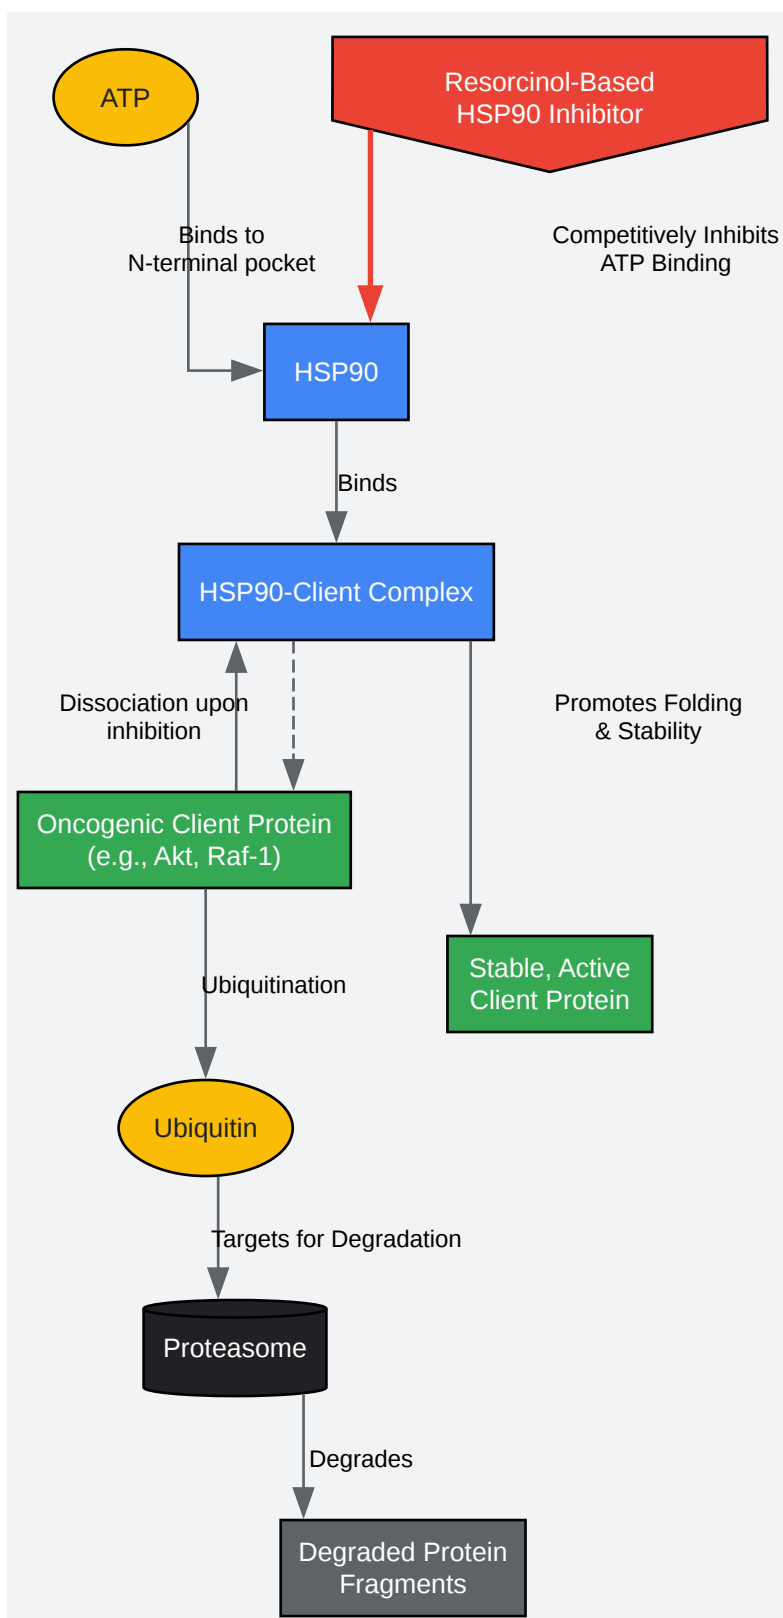 ATP
Resorcinol-Based
HSP90 Inhibitor
Binds to
N-terminal pocket
Competitively Inhibits
ATP Binding
HSP90
Binds
HSP90-Client Complex
Dissociation upon
inhibition
Promotes Folding
& Stability
Oncogenic Client Protein
(e.g., Akt, Raf-1)
Stable, Active
Client Protein
Ubiquitination
Ubiquitin
Targets for Degradation
Proteasome
Degrades
Degraded Protein
Fragments